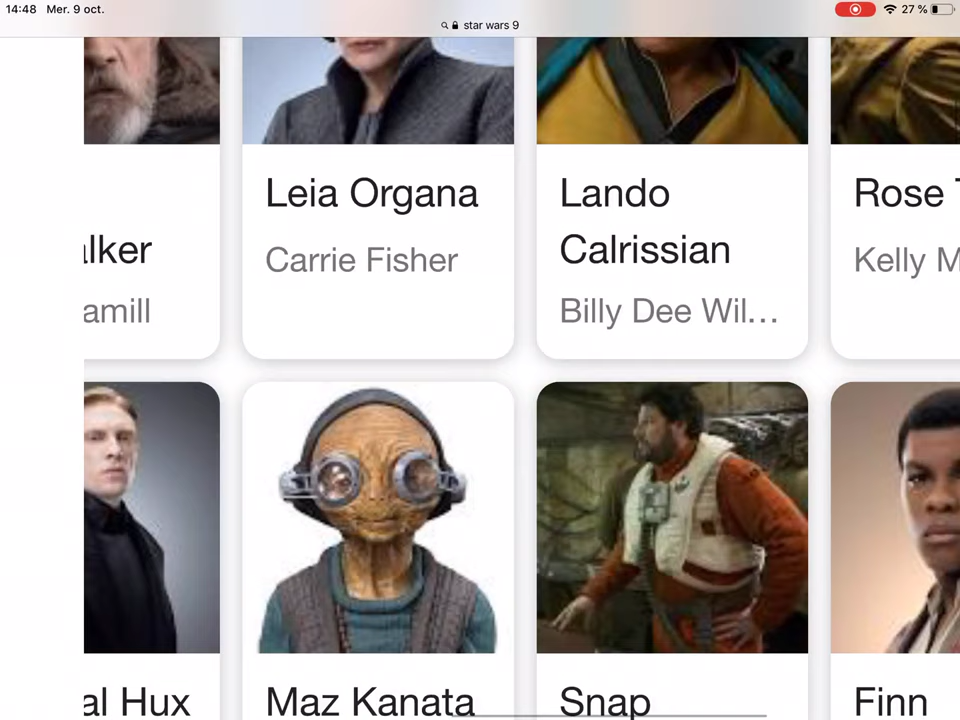 14:48 Mer. 9 oct. 27 %
star wars 9
Leia Organa Lando Rose T
alker Carrie Fisher Calrissian Kelly M
amill Billy Dee Wil...
al Hux Maz Kanata Snap Finn